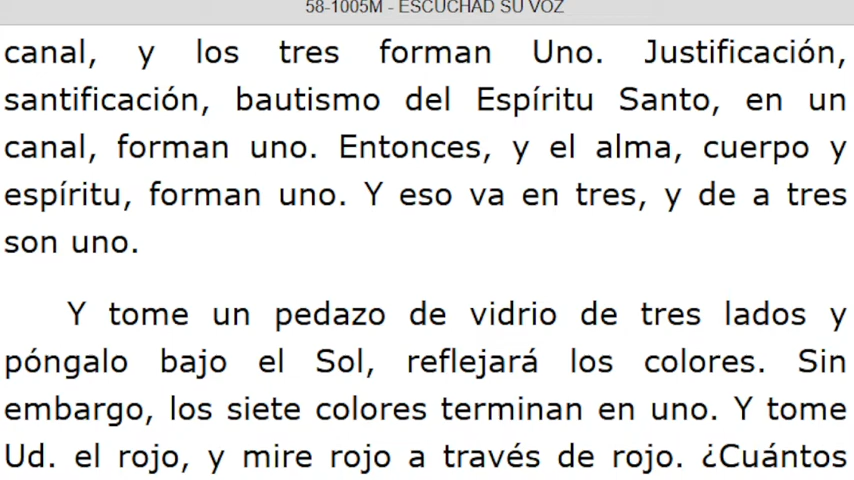 58-1005M - ESCUCHAD SU VOZ
canal, y los tres forman Uno. Justificación,
santificación, bautismo del Espíritu Santo, en un
canal, forman uno. Entonces, y el alma, cuerpo y
espíritu, forman uno. Y eso va en tres, y de a tres
son uno.
Y tome un pedazo de vidrio de tres lados y
póngalo bajo el Sol, reflejará los colores. Sin
embargo, los siete colores terminan en uno. Y tome
Ud. el rojo, y mire rojo a través de rojo. ¿Cuántos